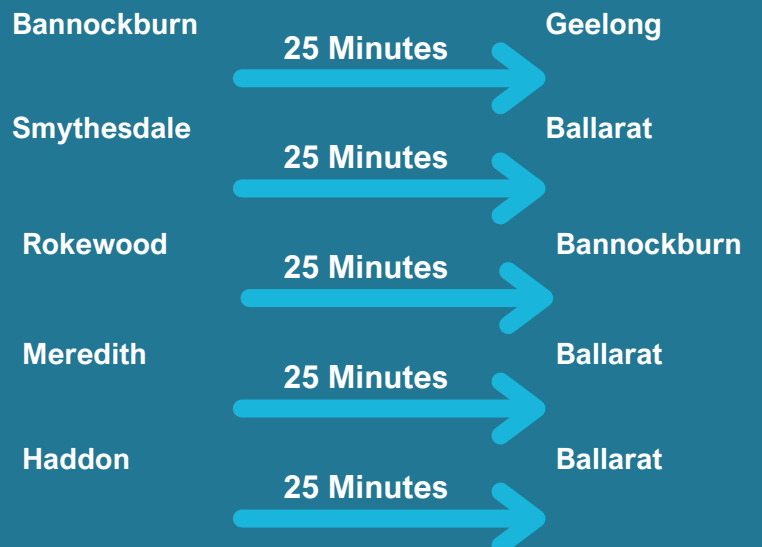 Bannockburn
25 Minutes
Geelong
Smythesdale
25 Minutes
Ballarat
Rokewood
25 Minutes
Bannockburn
Meredith
25 Minutes
Ballarat
Haddon
25 Minutes
Ballarat